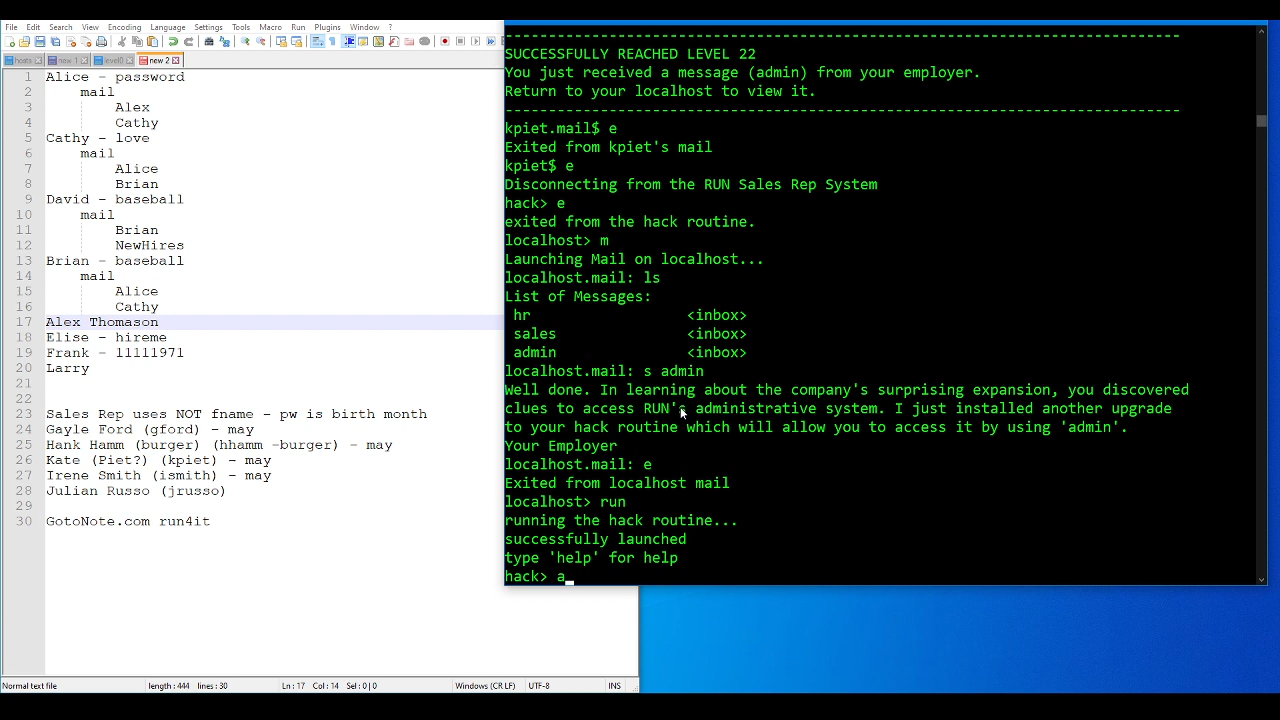 File Edit Search View Encoding Language Settings Tools Macro Run Plugins Window ?
hosts new 1 level0 new 2
1 Alice - password
2 mail
3 Alex
4 Cathy
5 Cathy - love
6 mail
7 Alice
8 Brian
9 David - baseball
10 mail
11 Brian
12 NewHires
13 Brian - baseball
14 mail
15 Alice
16 Cathy
17 Alex Thomason
18 Elise - hireme
19 Frank - 11111971
20 Larry
21
22
23 Sales Rep uses NOT fname - pw is birth month
24 Gayle Ford (gford) - may
25 Hank Hamm (burger) (hhamm -burger) - may
26 Kate (Piet?) (kpiet) - may
27 Irene Smith (ismith) - may
28 Julian Russo (jrusso)
29
30 GotoNote.com run4it
Normal text file length : 444 lines : 30 Ln : 17 Col : 14 Sel : 0 | 0 Windows (CR LF) UTF-8 INS
------------------------------------------------------------------------------
SUCCESSFULLY REACHED LEVEL 22
You just received a message (admin) from your employer.
Return to your localhost to view it.
------------------------------------------------------------------------------
kpiet.mail$ e
Exited from kpiet's mail
kpiet$ e
Disconnecting from the RUN Sales Rep System
hack> e
exited from the hack routine.
localhost> m
Launching Mail on localhost...
localhost.mail: ls
List of Messages:
hr <inbox>
sales <inbox>
admin <inbox>
localhost.mail: s admin
Well done. In learning about the company's surprising expansion, you discovered
clues to access RUN's administrative system. I just installed another upgrade
to your hack routine which will allow you to access it by using 'admin'.
Your Employer
localhost.mail: e
Exited from localhost mail
localhost> run
running the hack routine...
successfully launched
type 'help' for help
hack> a_